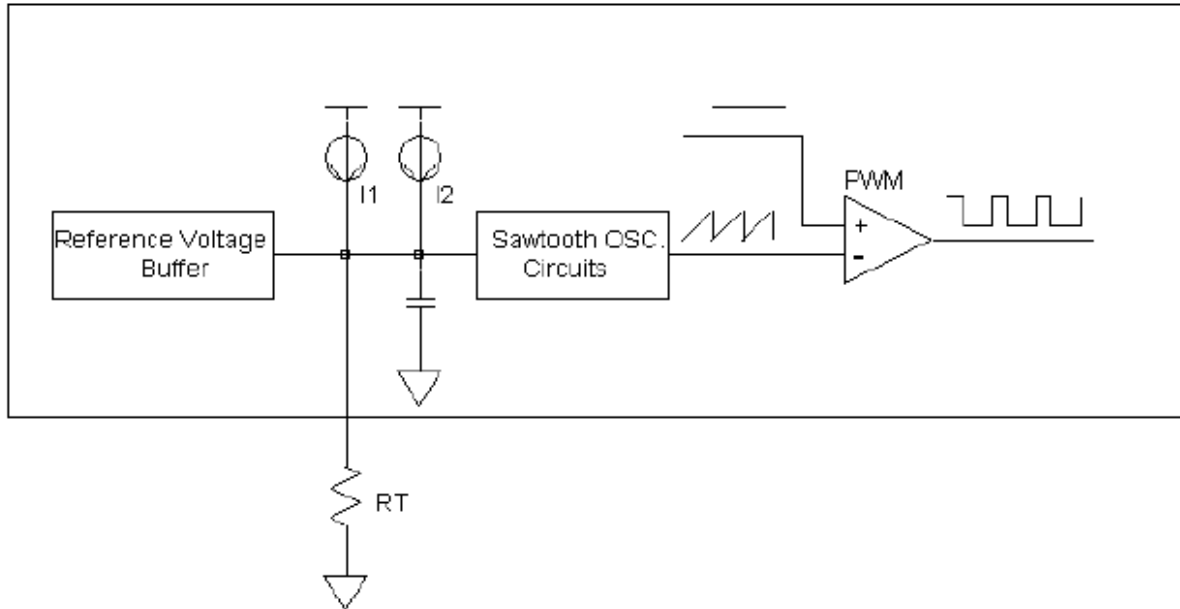 I1
I2
PWM
Reference Voltage
Buffer
Sawtooth OSC.
Circuits
+
-
RT